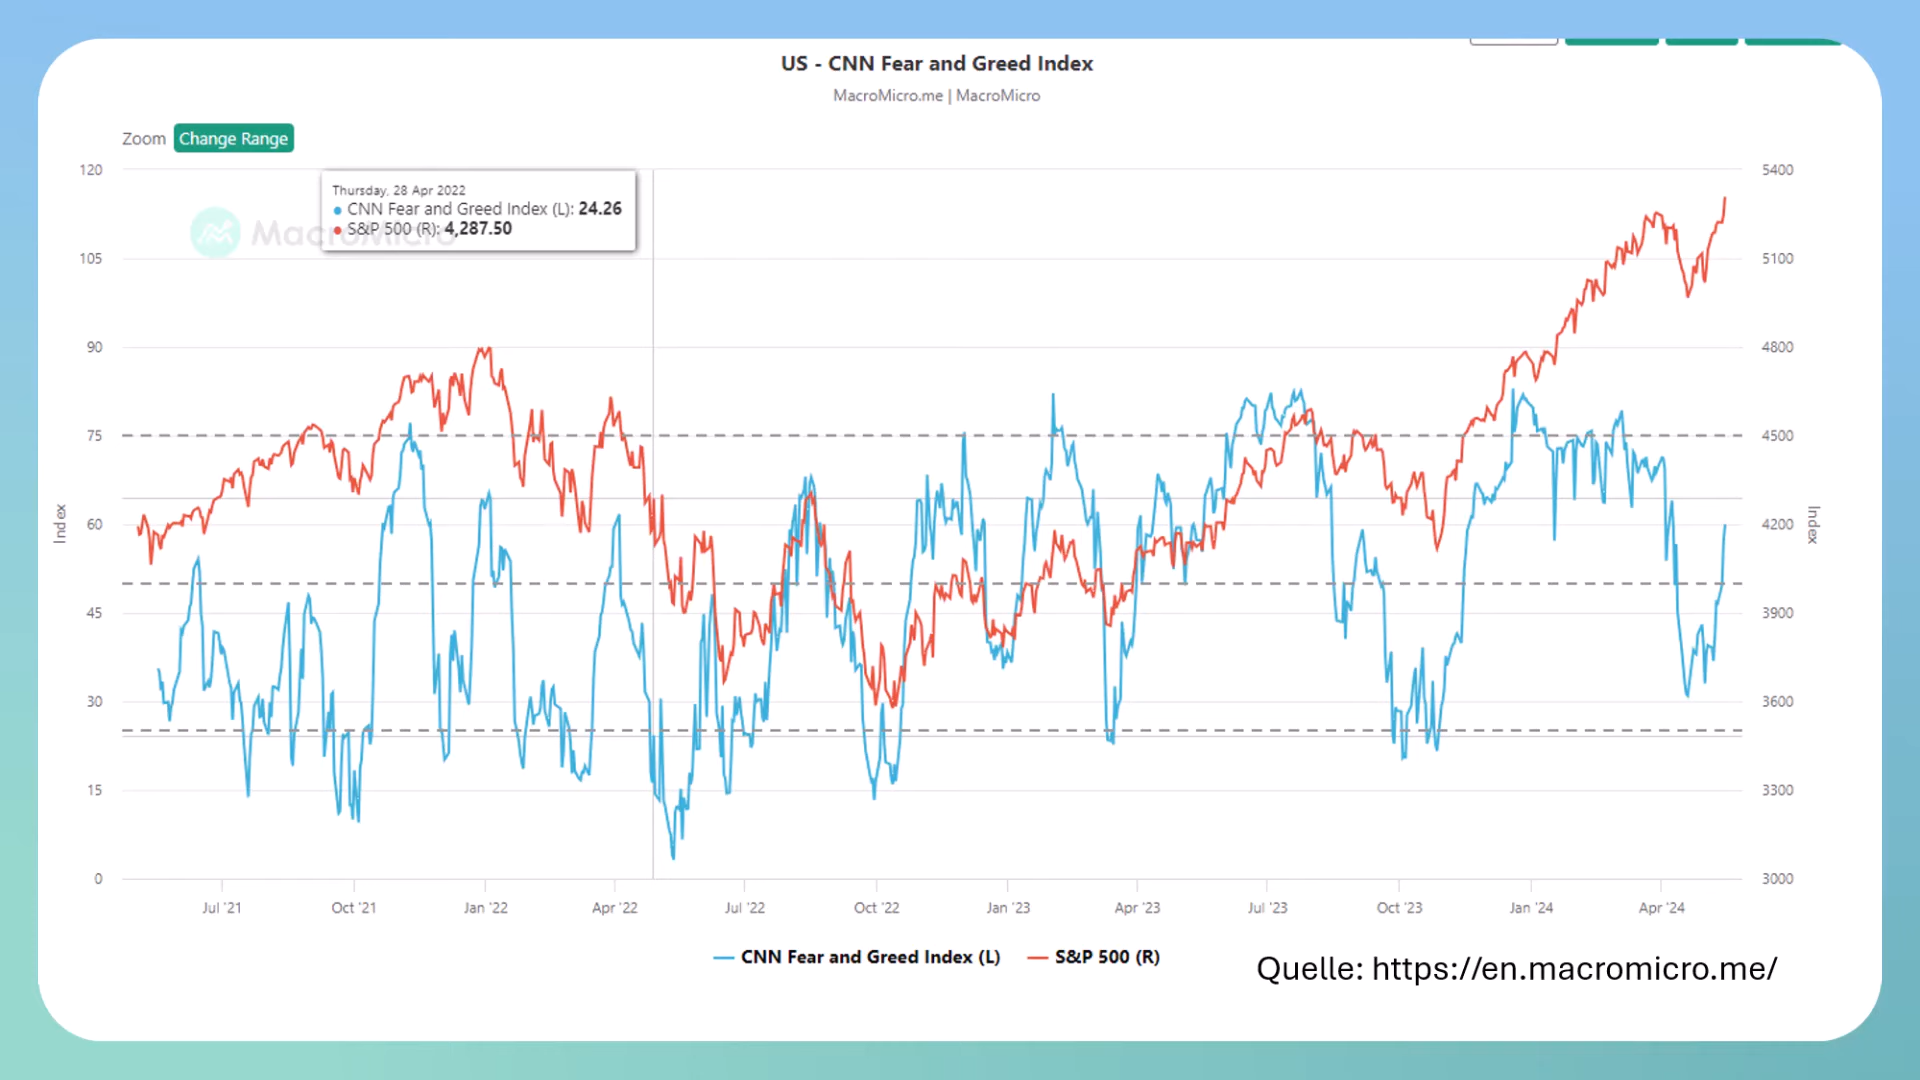 US - CNN Fear and Greed Index
MacroMicro.me | MacroMicro
Zoom Change Range
Thursday, 28 Apr 2022
CNN Fear and Greed Index (L): 24.26
S&P 500 (R): 4,287.50
MacroMicro
120 5400
105 5100
90 4800
75 4500
60 4200
45 3900
30 3600
15 3300
0 3000
Index
Index
Jul '21 Oct '21 Jan '22 Apr '22 Jul '22 Oct '22 Jan '23 Apr '23 Jul '23 Oct '23 Jan '24 Apr '24
CNN Fear and Greed Index (L) S&P 500 (R)
Quelle: https://en.macromicro.me/